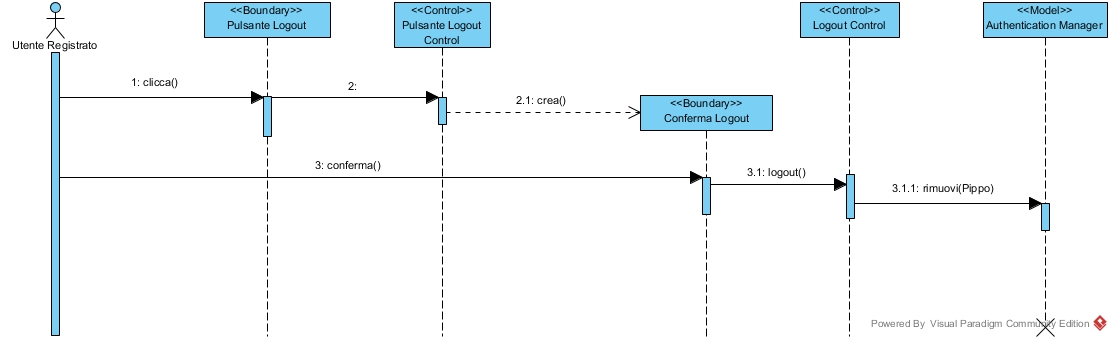 <<Boundary>>
Pulsante Logout
<<Control>>
Pulsante Logout
Control
<<Control>>
Logout Control
<<Model>>
Authentication Manager
Utente Registrato
1: clicca()
2:
2.1: crea()
<<Boundary>>
Conferma Logout
3: conferma()
3.1: logout()
3.1.1: rimuovi(Pippo)
Powered By Visual Paradigm Community Edition